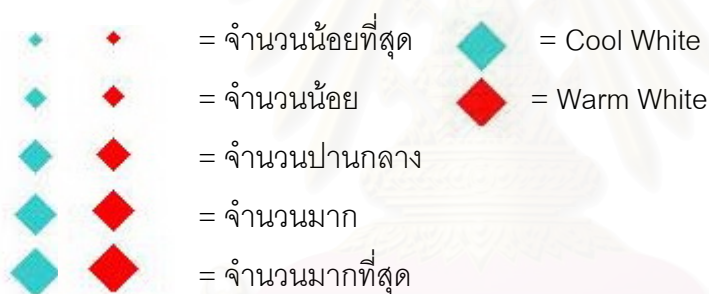 = จำนวนน้อยที่สุด = Cool White
= จำนวนน้อย = Warm White
= จำนวนปานกลาง
= จำนวนมาก
= จำนวนมากที่สุด